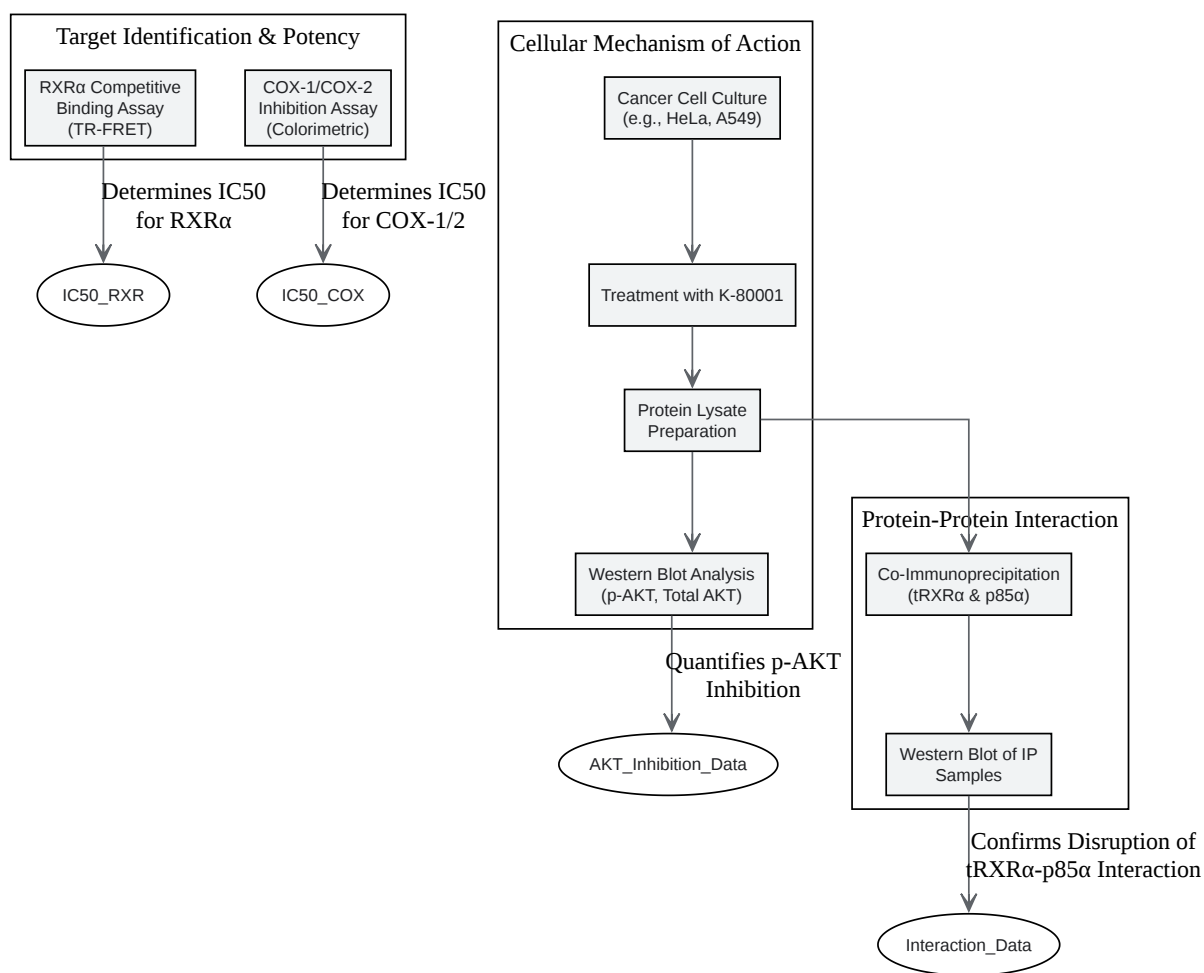 Target Identification & Potency
RXRα Competitive
Binding Assay
(TR-FRET)
COX-1/COX-2
Inhibition Assay
(Colorimetric)
Determines IC50
for RXRα
Determines IC50
for COX-1/2
IC50_RXR
IC50_COX
Cellular Mechanism of Action
Cancer Cell Culture
(e.g., HeLa, A549)
Treatment with K-80001
Protein Lysate
Preparation
Western Blot Analysis
(p-AKT, Total AKT)
Quantifies p-AKT
Inhibition
AKT_Inhibition_Data
Protein-Protein Interaction
Co-Immunoprecipitation
(tRXRα & p85α)
Western Blot of IP
Samples
Confirms Disruption of
tRXRα-p85α Interaction
Interaction_Data